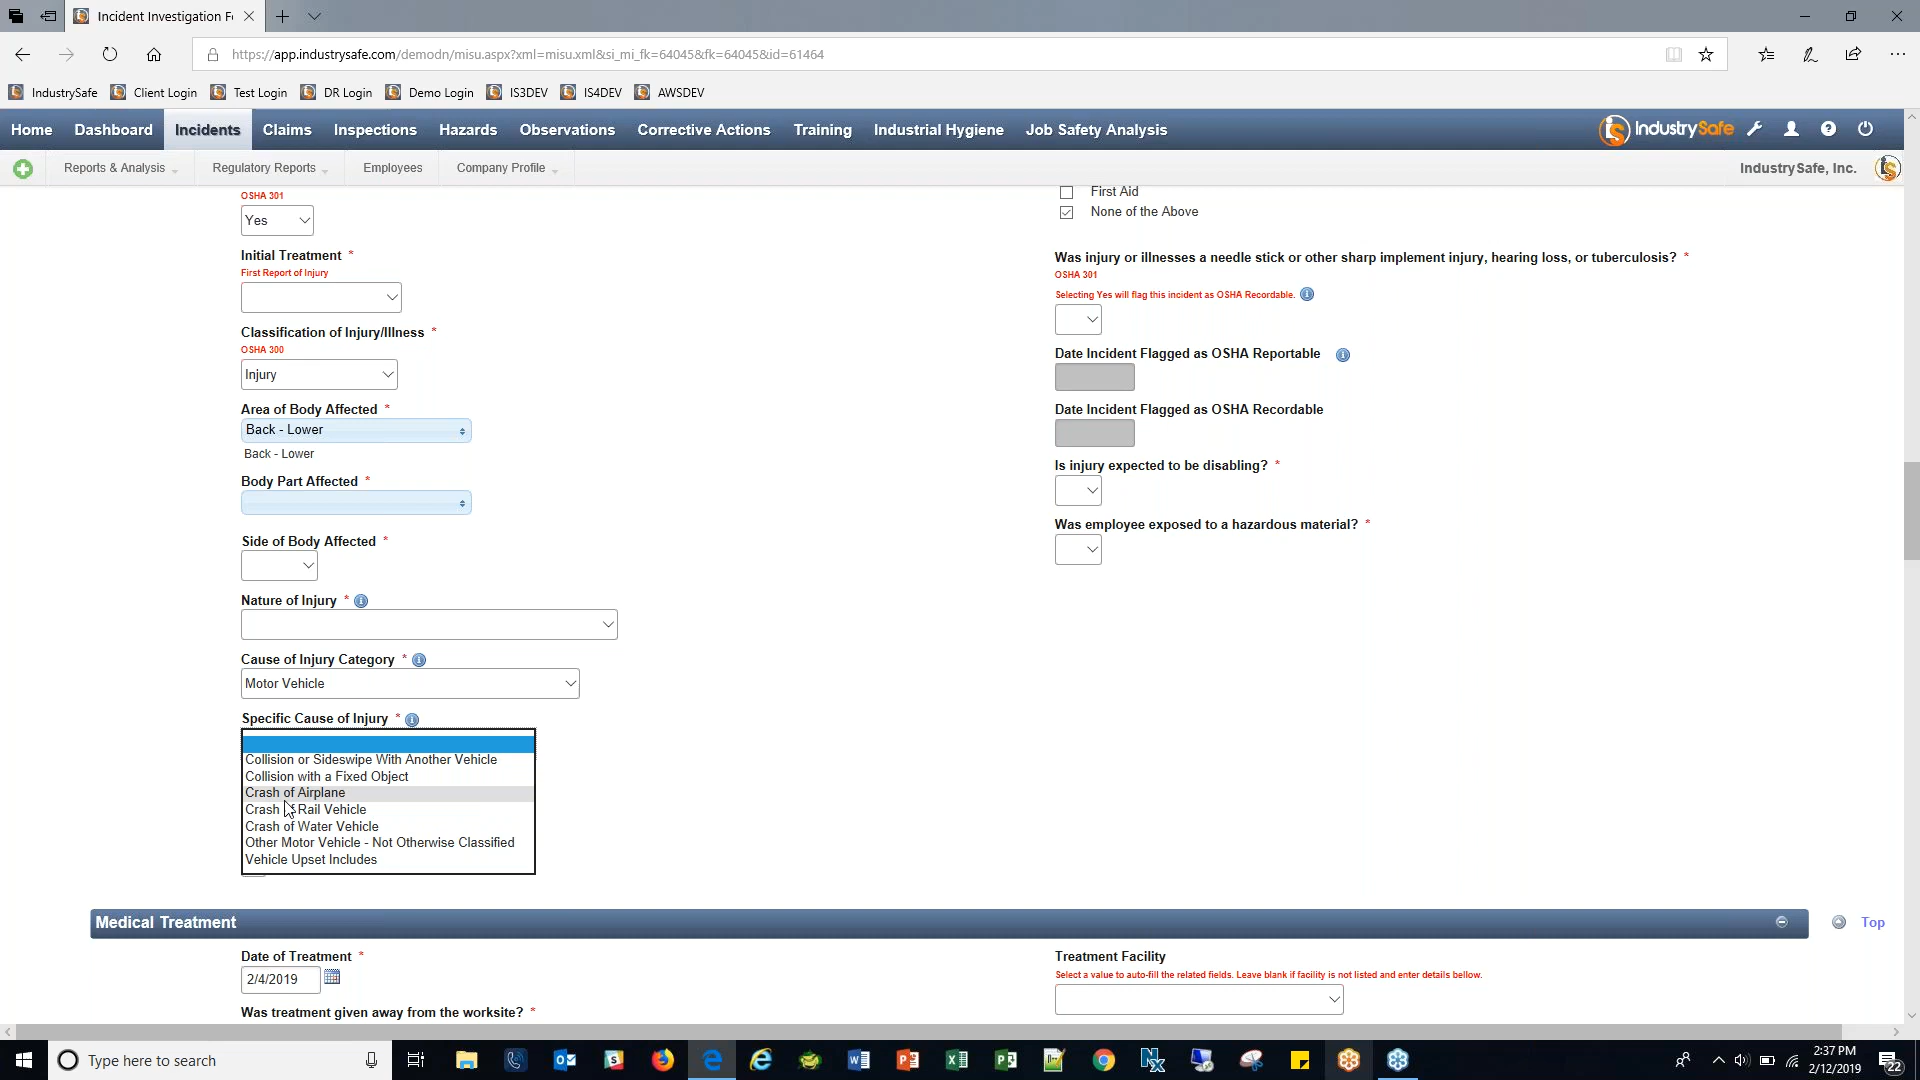 Incident Investigation F
https://app.industrysafe.com/demodn/misu.aspx?xml=misu.xml&si_mi_fk=64045&fk=64045&id=61464
IndustrySafe Client Login Test Login DR Login Demo Login IS3DEV IS4DEV AWSDEV
Home Dashboard Incidents Claims Inspections Hazards Observations Corrective Actions Training Industrial Hygiene Job Safety Analysis IndustrySafe
Reports & Analysis Regulatory Reports Employees Company Profile IndustrySafe, Inc.
OSHA 301
Yes
Initial Treatment *
First Report of Injury
Classification of Injury/Illness *
OSHA 300
Injury
Area of Body Affected *
Back - Lower
Back - Lower
Body Part Affected *
Side of Body Affected *
Nature of Injury *
Cause of Injury Category *
Motor Vehicle
Specific Cause of Injury *
Collision or Sideswipe With Another Vehicle
Collision with a Fixed Object
Crash of Airplane
Crash of Rail Vehicle
Crash of Water Vehicle
Other Motor Vehicle - Not Otherwise Classified
Vehicle Upset Includes
First Aid
None of the Above
Was injury or illnesses a needle stick or other sharp implement injury, hearing loss, or tuberculosis? *
OSHA 301
Selecting Yes will flag this incident as OSHA Recordable.
Date Incident Flagged as OSHA Reportable
Date Incident Flagged as OSHA Recordable
Is injury expected to be disabling? *
Was employee exposed to a hazardous material? *
Medical Treatment
Top
Date of Treatment *
2/4/2019
Was treatment given away from the worksite? *
Treatment Facility
Select a value to auto-fill the related fields. Leave blank if facility is not listed and enter details bellow.
Type here to search
2:37 PM
2/12/2019
22